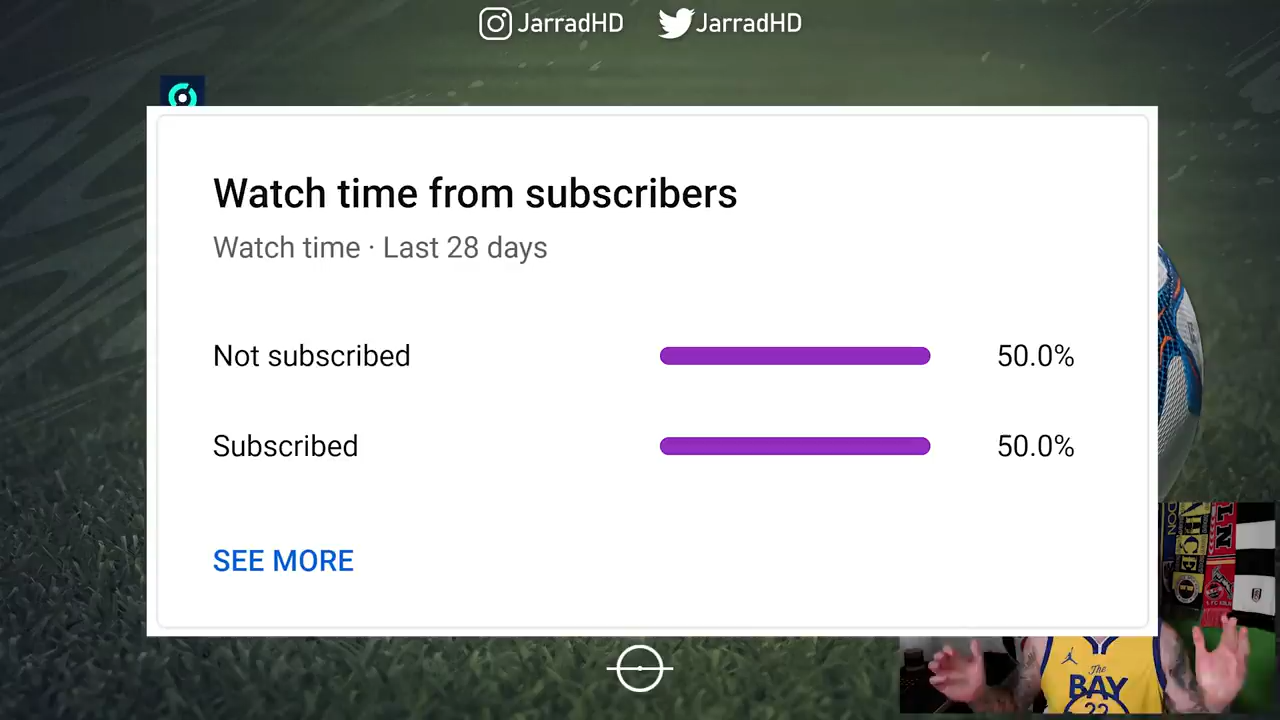 JarradHD JarradHD
Watch time from subscribers
Watch time · Last 28 days
Not subscribed 50.0%
Subscribed 50.0%
SEE MORE
The
BAY